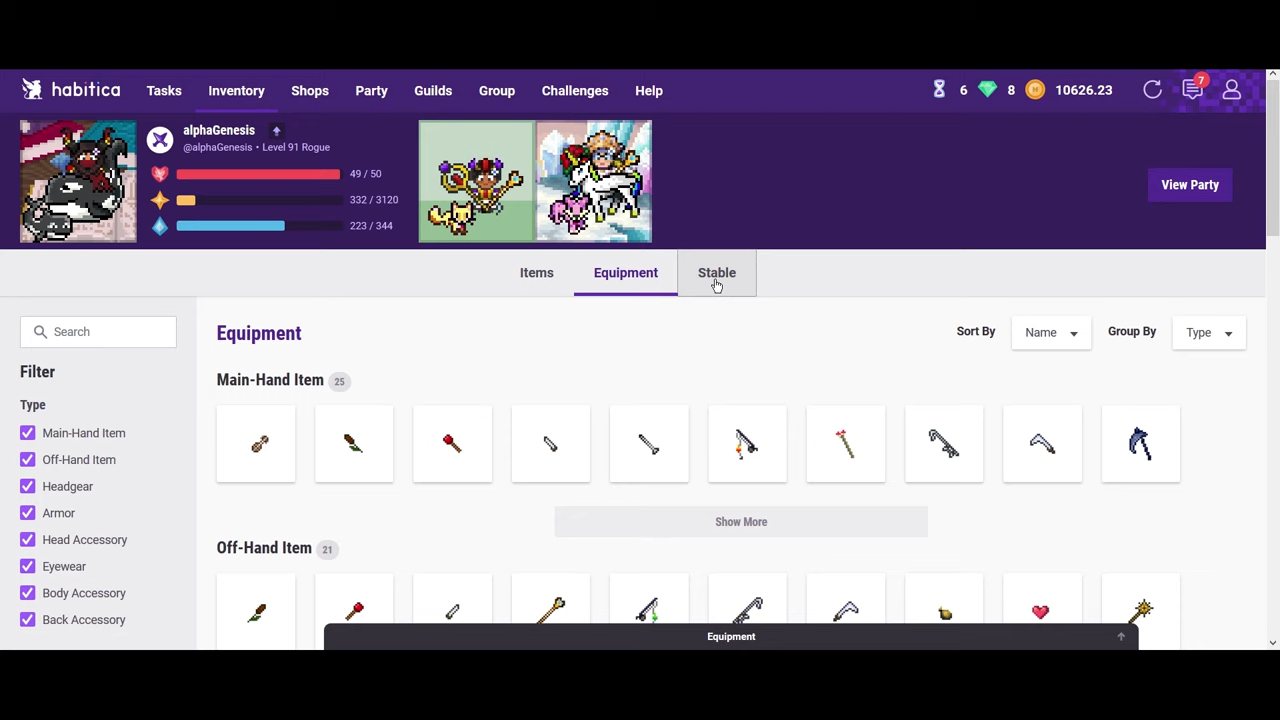 habitica Tasks Inventory Shops Party Guilds Group Challenges Help 6 8 10626.23 7
alphaGenesis
@alphaGenesis • Level 91 Rogue
49 / 50
332 / 3120
223 / 344
View Party
Items Equipment Stable
Search
Filter
Type
Main-Hand Item
Off-Hand Item
Headgear
Armor
Head Accessory
Eyewear
Body Accessory
Back Accessory
Equipment
Sort By Name Group By Type
Main-Hand Item 25
Show More
Off-Hand Item 21
Equipment